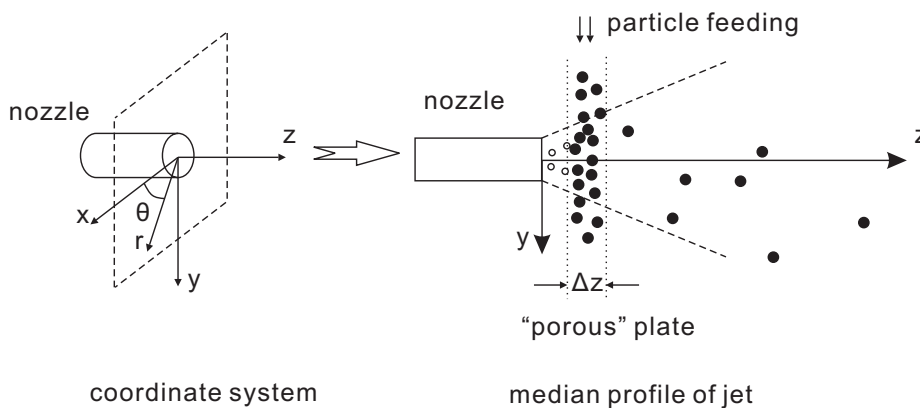 particle feeding
nozzle
nozzle
z
z
x
θ
r
y
y
Δz
“porous” plate
coordinate system
median profile of jet